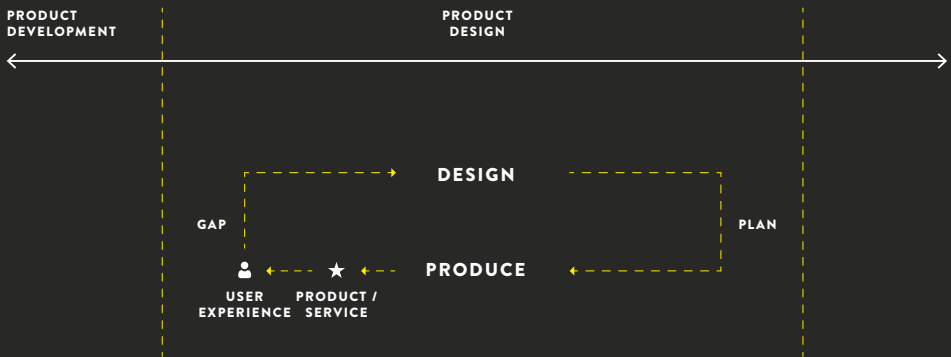 PRODUCT
DEVELOPMENT
PRODUCT
DESIGN
DESIGN
GAP
PLAN
PRODUCE
USER
EXPERIENCE
PRODUCT /
SERVICE